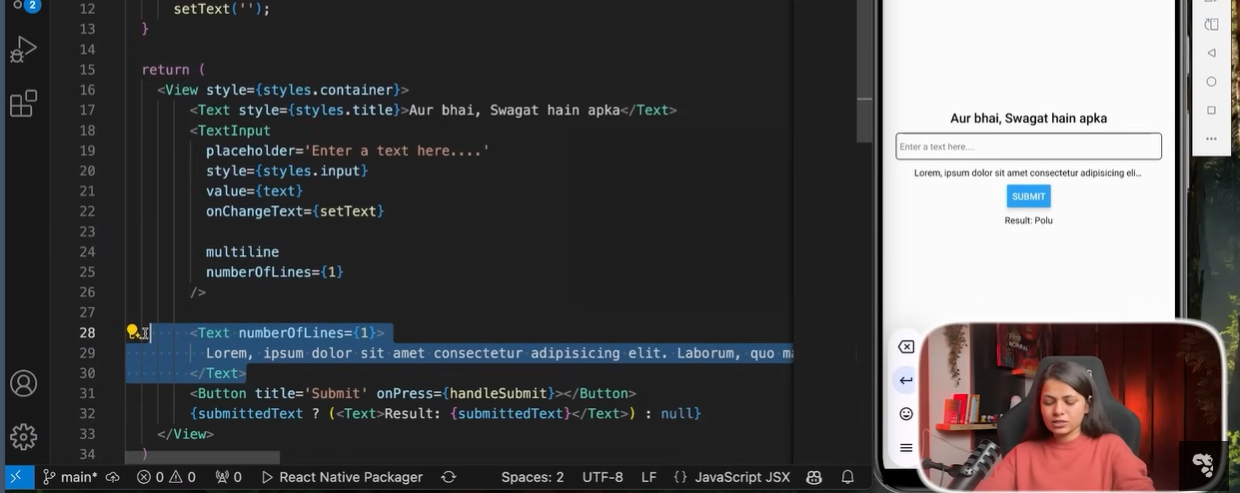 2
12 setText('');
13 }
14
15 return (
16 <View style={styles.container}>
17 <Text style={styles.title}>Aur bhai, Swagat hain apka</Text>
18 <TextInput
19 placeholder='Enter a text here....'
20 style={styles.input}
21 value={text}
22 onChangeText={setText}
23
24 multiline
25 numberOfLines={1}
26 />
27
28 <Text numberOfLines={1}>
29 Lorem, ipsum dolor sit amet consectetur adipisicing elit. Laborum, quo ma
30 </Text>
31 <Button title='Submit' onPress={handleSubmit}></Button>
32 {submittedText ? (<Text>Result: {submittedText}</Text>) : null}
33 </View>
34 )
main* 0 0 0 React Native Packager Spaces: 2 UTF-8 LF {} JavaScript JSX
Aur bhai, Swagat hain apka
Enter a text here....
Lorem, ipsum dolor sit amet consectetur adipisicing eli...
SUBMIT
Result: Polu